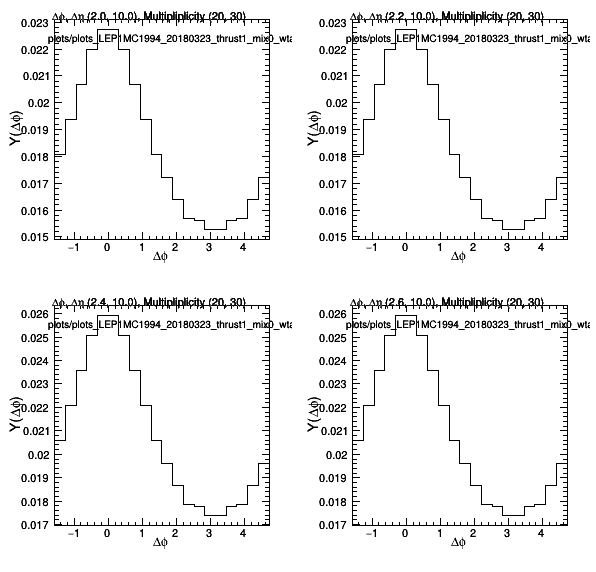 Δϕ, Δη (2.0, 10.0), Multipliplicity (20, 30)
plots/plots_LEP1MC1994_20180323_thrust1_mix0_wta
Y(Δϕ)
0.023
0.022
0.021
0.02
0.019
0.018
0.017
0.016
0.015
−1 0 1 2 3 4
Δϕ
Δϕ, Δη (2.2, 10.0), Multipliplicity (20, 30)
plots/plots_LEP1MC1994_20180323_thrust1_mix0_wta
Y(Δϕ)
0.023
0.022
0.021
0.02
0.019
0.018
0.017
0.016
0.015
−1 0 1 2 3 4
Δϕ
Δϕ, Δη (2.4, 10.0), Multipliplicity (20, 30)
plots/plots_LEP1MC1994_20180323_thrust1_mix0_wta
Y(Δϕ)
0.026
0.025
0.024
0.023
0.022
0.021
0.02
0.019
0.018
0.017
−1 0 1 2 3 4
Δϕ
Δϕ, Δη (2.6, 10.0), Multipliplicity (20, 30)
plots/plots_LEP1MC1994_20180323_thrust1_mix0_wta
Y(Δϕ)
0.026
0.025
0.024
0.023
0.022
0.021
0.02
0.019
0.018
0.017
−1 0 1 2 3 4
Δϕ